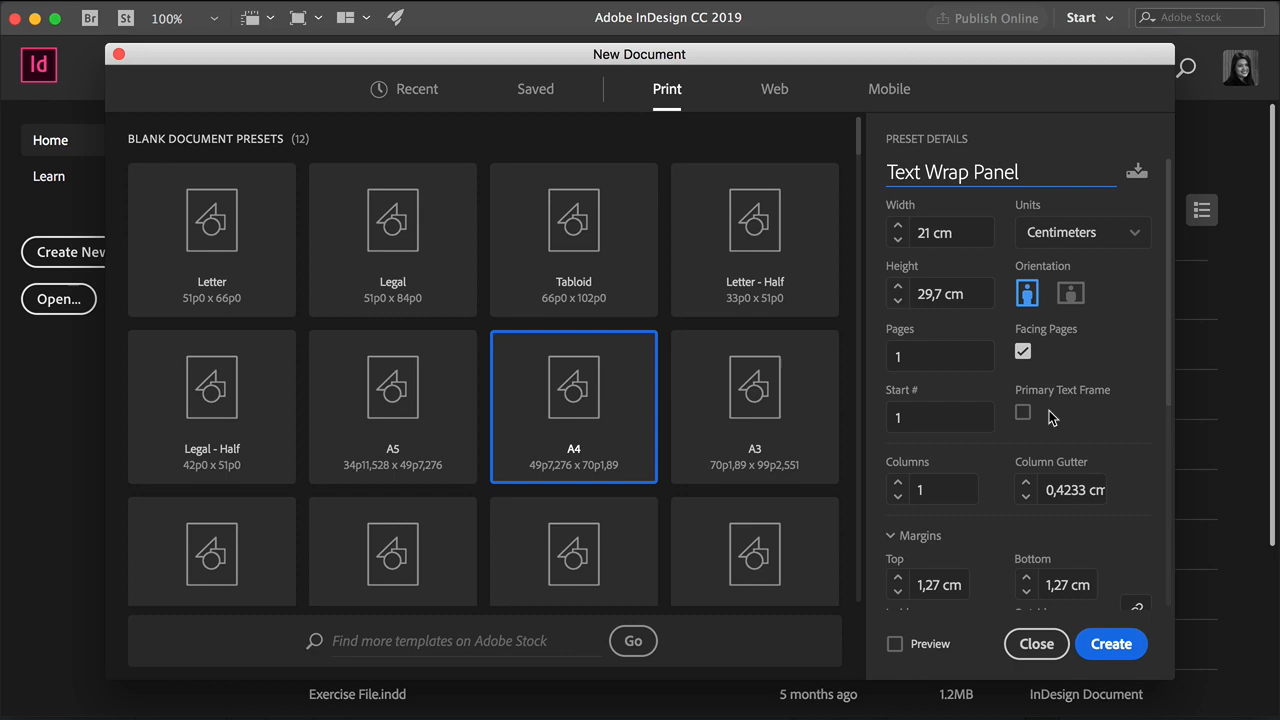 Br St 100% Adobe InDesign CC 2019 Publish Online Start Adobe Stock
Id
New Document
Recent Saved Print Web Mobile
Home
Learn
Create New
Open...
BLANK DOCUMENT PRESETS (12)
Letter
51p0 x 66p0
Legal
51p0 x 84p0
Tabloid
66p0 x 102p0
Letter - Half
33p0 x 51p0
Legal - Half
42p0 x 51p0
A5
34p11,528 x 49p7,276
A4
49p7,276 x 70p1,89
A3
70p1,89 x 99p2,551
Find more templates on Adobe Stock Go
PRESET DETAILS
Text Wrap Panel
Width Units
21 cm Centimeters
Height Orientation
29,7 cm
Pages Facing Pages
1
Start # Primary Text Frame
1
Columns Column Gutter
1 0,4233 cm
Margins
Top Bottom
1,27 cm 1,27 cm
Preview Close Create
Exercise File.indd 5 months ago 1.2MB InDesign Document